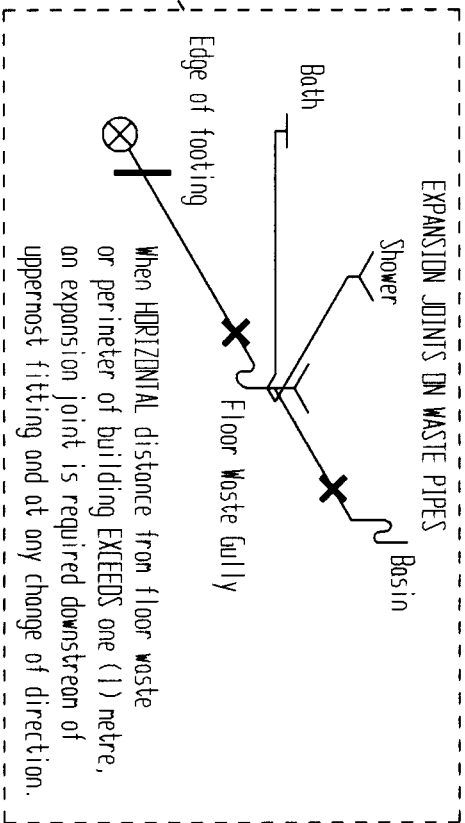 EXPANSION JOINTS ON WASTE PIPES
Shower
Basin
Bath
Floor Waste Gully
Edge of footing
When HORIZONTAL distance from floor waste
or perimeter of building EXCEEDS one (1) metre,
an expansion joint is required downstream of
uppermost fitting and at any change of direction.